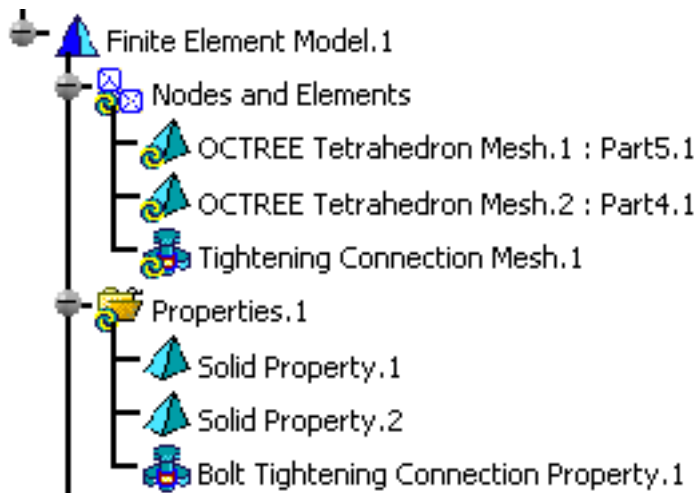 Finite Element Model.1
Nodes and Elements
OCTREE Tetrahedron Mesh.1 : Part5.1
OCTREE Tetrahedron Mesh.2 : Part4.1
Tightening Connection Mesh.1
Properties.1
Solid Property.1
Solid Property.2
Bolt Tightening Connection Property.1